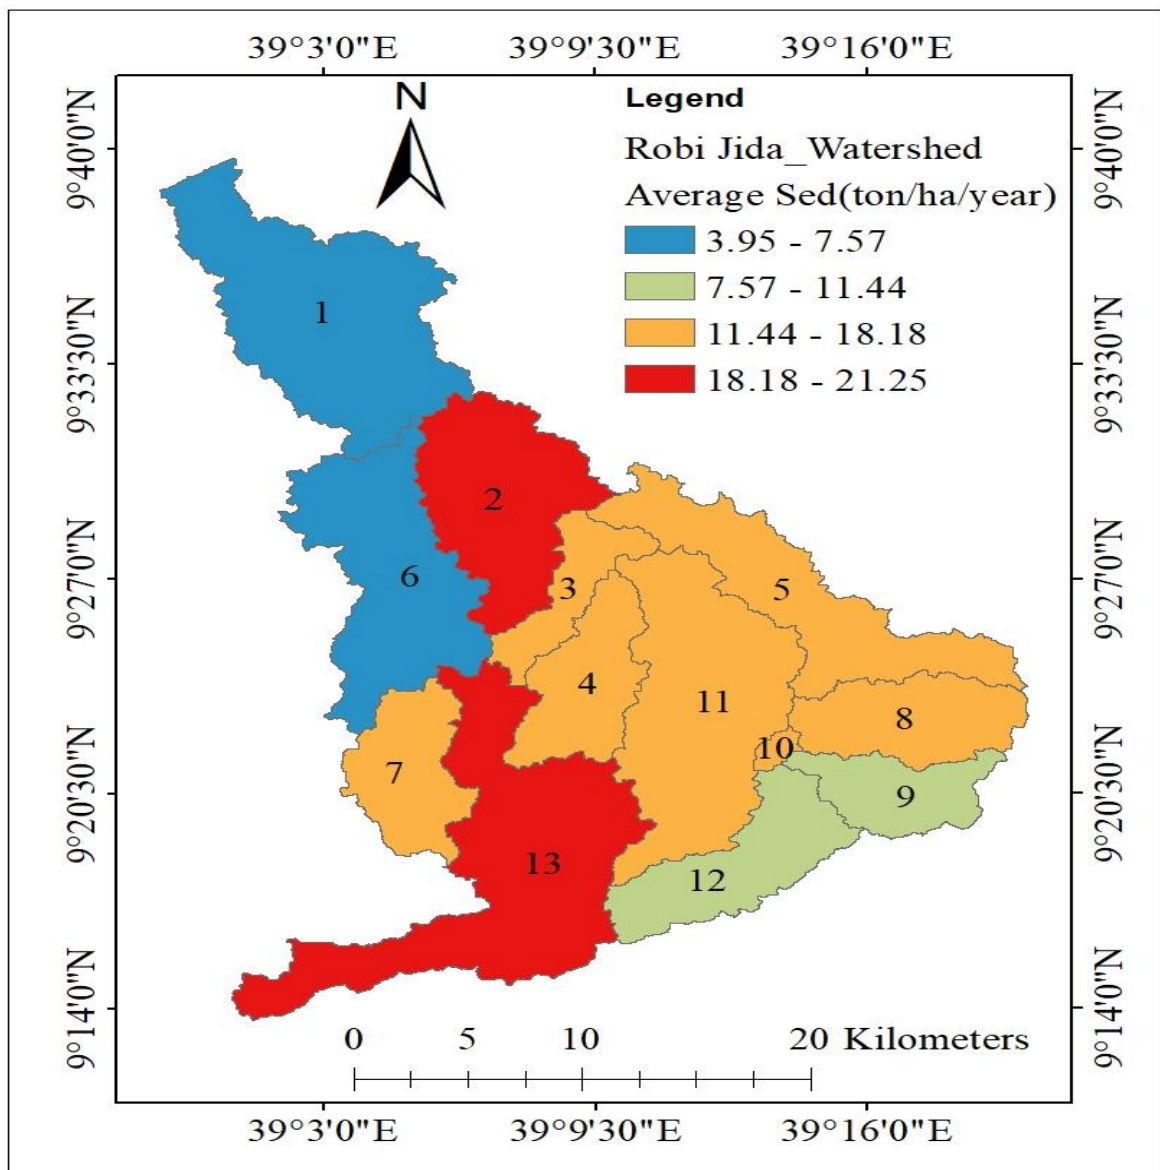 39°3'0"E 39°9'30"E 39°16'0"E
N
Legend
Robi Jida_Watershed
Average Sed(ton/ha/year)
3.95 - 7.57
7.57 - 11.44
11.44 - 18.18
18.18 - 21.25
9°40'0"N
9°33'30"N
9°27'0"N
9°20'30"N
9°14'0"N
9°40'0"N
9°33'30"N
9°27'0"N
9°20'30"N
9°14'0"N
1
2
6
3
5
4
11
8
10
7
9
13
12
0 5 10 20 Kilometers
39°3'0"E 39°9'30"E 39°16'0"E